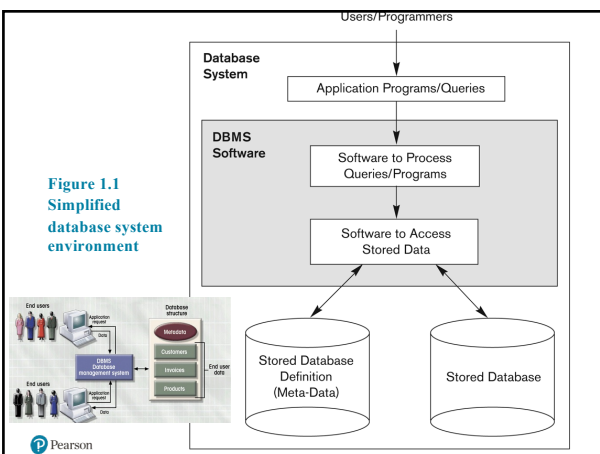 Users/Programmers
Database
System
Application Programs/Queries
DBMS
Software
Software to Process
Queries/Programs
Figure 1.1
Simplified
database system
environment
Software to Access
Stored Data
End users
Application
request
Data
Database
structure
Metadata
Customers
Invoices
Products
End user
data
DBMS
Database
management system
End users
Application
request
Data
Stored Database
Definition
(Meta-Data)
Stored Database
P Pearson